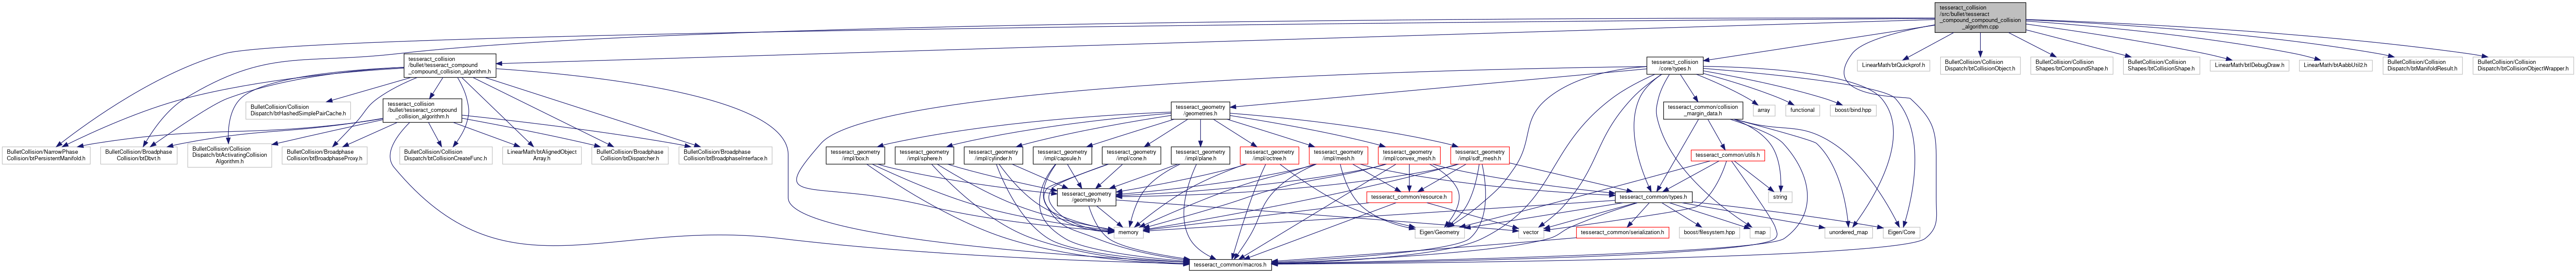 tesseract_collision
/src/bullet/tesseract
_compound_compound_collision
_algorithm.cpp
tesseract_collision
/bullet/tesseract_compound
_compound_collision_algorithm.h
tesseract_collision
/core/types.h
LinearMath/btQuickprof.h
BulletCollision/Collision
Dispatch/btCollisionObject.h
BulletCollision/Collision
Shapes/btCompoundShape.h
BulletCollision/Collision
Shapes/btCollisionShape.h
LinearMath/btIDebugDraw.h
LinearMath/btAabbUtil2.h
BulletCollision/Collision
Dispatch/btManifoldResult.h
BulletCollision/Collision
Dispatch/btCollisionObjectWrapper.h
BulletCollision/Collision
Dispatch/btHashedSimplePairCache.h
tesseract_collision
/bullet/tesseract_compound
_collision_algorithm.h
tesseract_geometry
/geometries.h
tesseract_common/collision
_margin_data.h
array
functional
boost/bind.hpp
BulletCollision/NarrowPhase
Collision/btPersistentManifold.h
BulletCollision/Broadphase
Collision/btDbvt.h
BulletCollision/Collision
Dispatch/btActivatingCollision
Algorithm.h
BulletCollision/Broadphase
Collision/btBroadphaseProxy.h
BulletCollision/Collision
Dispatch/btCollisionCreateFunc.h
LinearMath/btAlignedObject
Array.h
BulletCollision/Broadphase
Collision/btDispatcher.h
BulletCollision/Broadphase
Collision/btBroadphaseInterface.h
tesseract_geometry
/impl/box.h
tesseract_geometry
/impl/sphere.h
tesseract_geometry
/impl/cylinder.h
tesseract_geometry
/impl/capsule.h
tesseract_geometry
/impl/cone.h
tesseract_geometry
/impl/plane.h
tesseract_geometry
/impl/octree.h
tesseract_geometry
/impl/mesh.h
tesseract_geometry
/impl/convex_mesh.h
tesseract_geometry
/impl/sdf_mesh.h
tesseract_common/utils.h
tesseract_geometry
/geometry.h
tesseract_common/resource.h
tesseract_common/types.h
string
memory
Eigen/Geometry
vector
tesseract_common/serialization.h
boost/filesystem.hpp
map
unordered_map
Eigen/Core
tesseract_common/macros.h